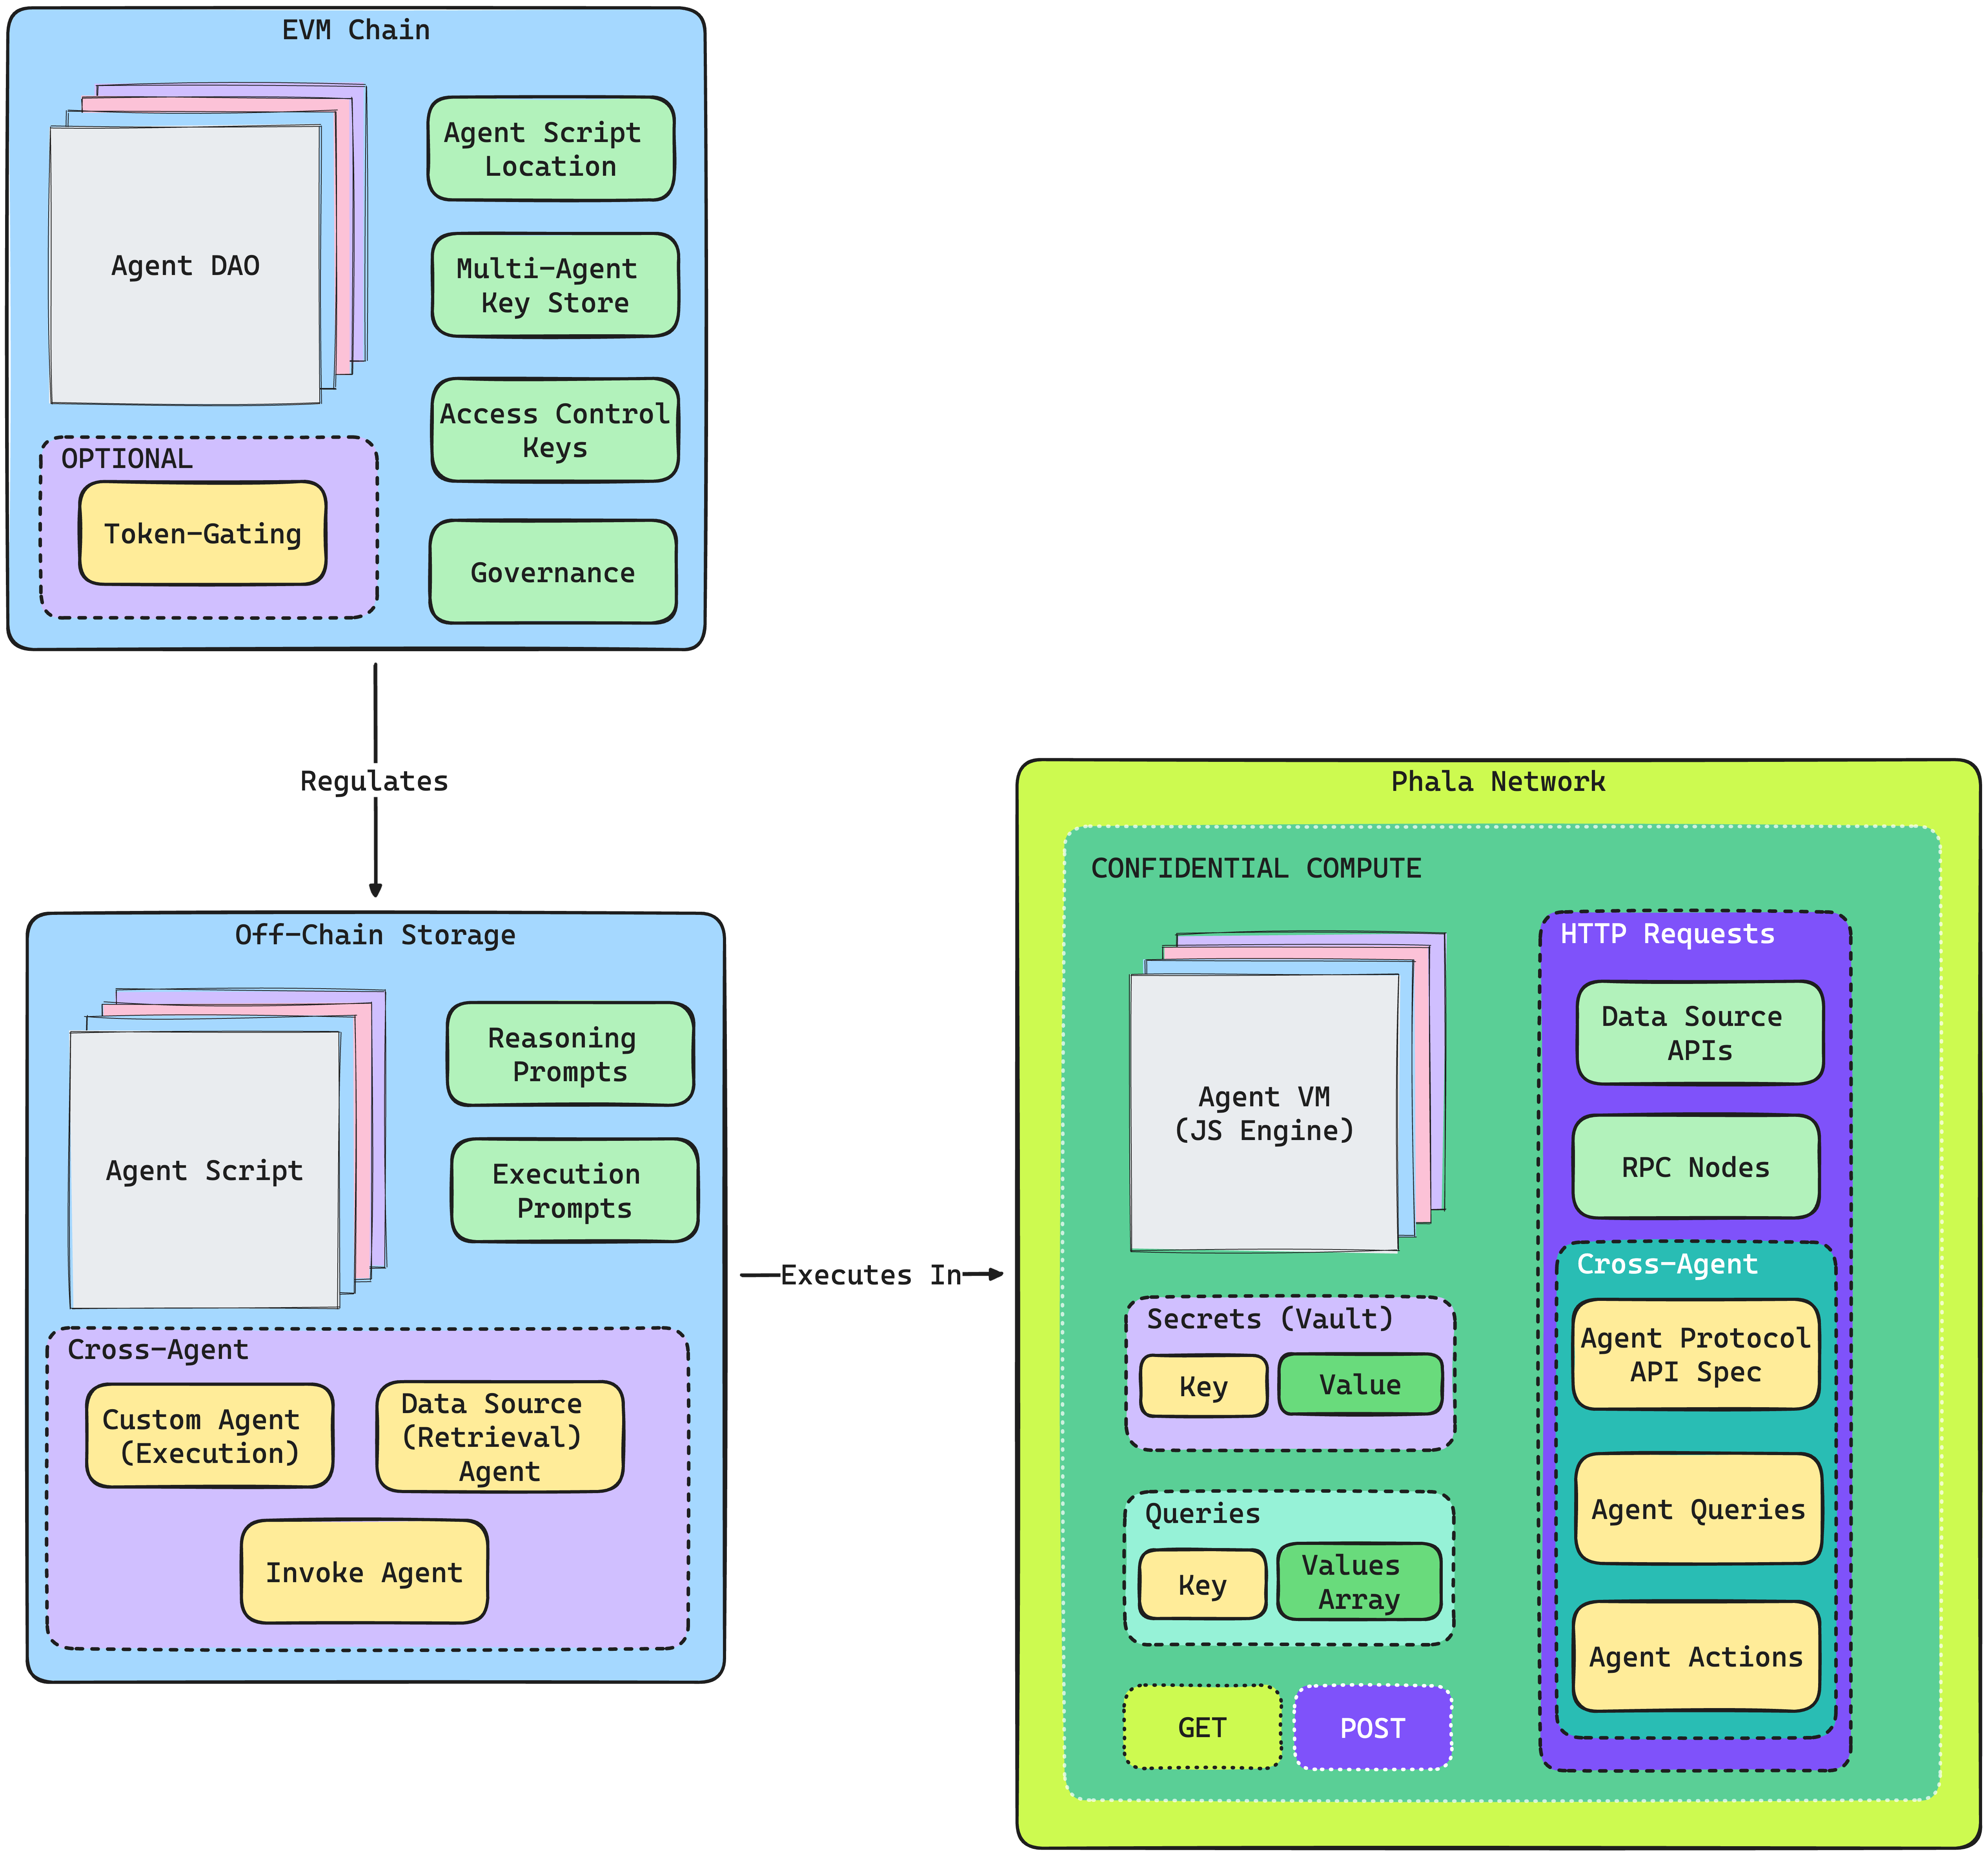 EVM Chain
Agent DAO
Agent Script
Location
Multi-Agent
Key Store
Access Control
Keys
Governance
OPTIONAL
Token-Gating
Regulates
Off-Chain Storage
Agent Script
Reasoning
Prompts
Execution
Prompts
Cross-Agent
Custom Agent
(Execution)
Data Source
(Retrieval)
Agent
Invoke Agent
Executes In
Phala Network
CONFIDENTIAL COMPUTE
Agent VM
(JS Engine)
Secrets (Vault)
Key
Value
Queries
Key
Values
Array
GET
POST
HTTP Requests
Data Source
APIs
RPC Nodes
Cross-Agent
Agent Protocol
API Spec
Agent Queries
Agent Actions